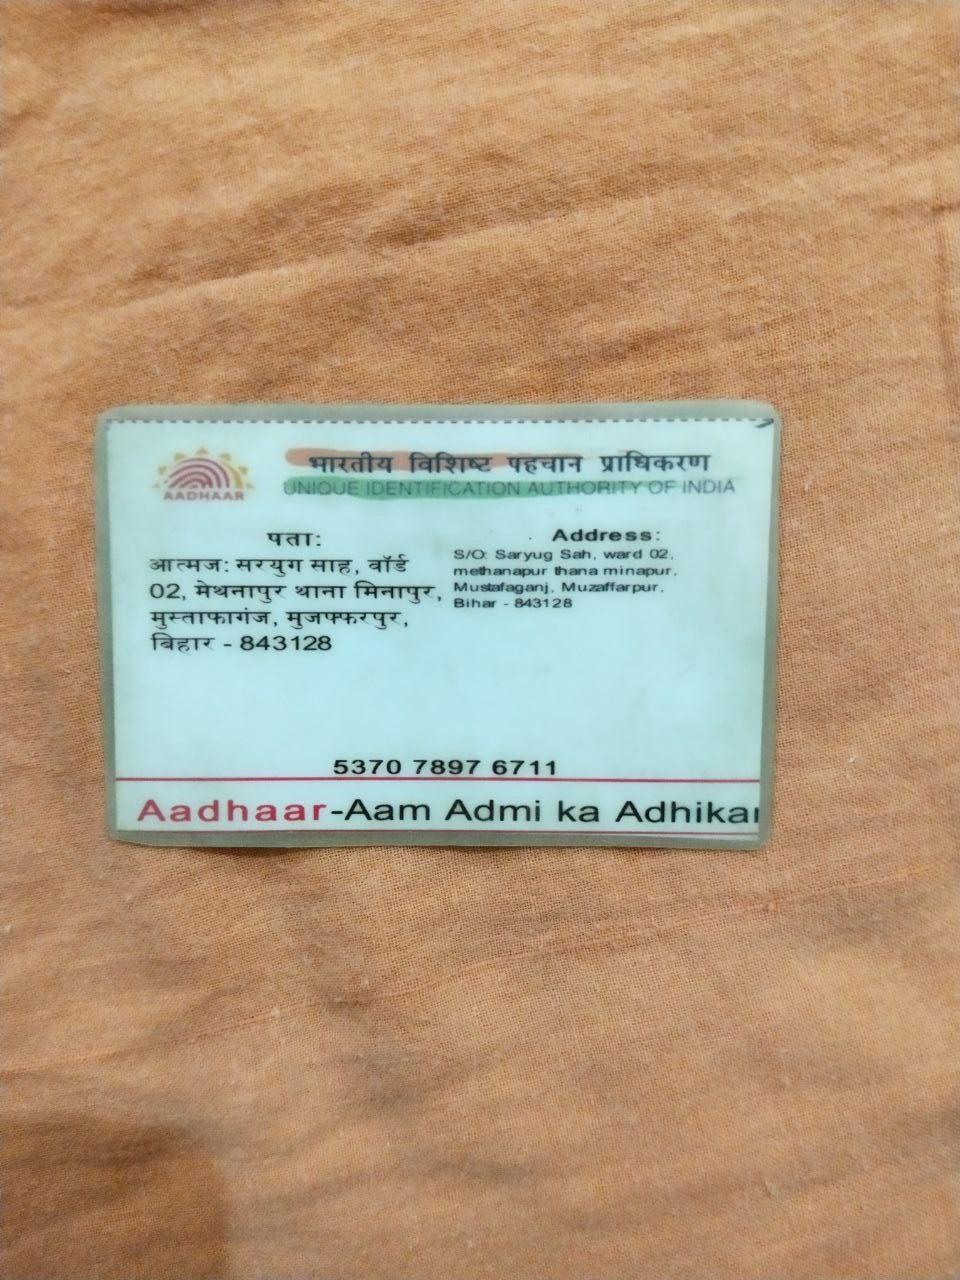 भारतीय विशिष्ट पहचान प्राधिकरण
AADHAAR
UNIQUE IDENTIFICATION AUTHORITY OF INDIA
पता:
आत्मज: सरयुग साह, वॉर्ड
02, मेथनापुर थाना मिनापुर,
मुस्ताफागंज, मुजफ्फरपुर,
बिहार - 843128
Address:
S/O: Saryug Sah, ward 02,
methanapur thana minapur,
Mustafaganj, Muzaffarpur,
Bihar - 843128
5370 7897 6711
Aadhaar-Aam Admi ka Adhikar